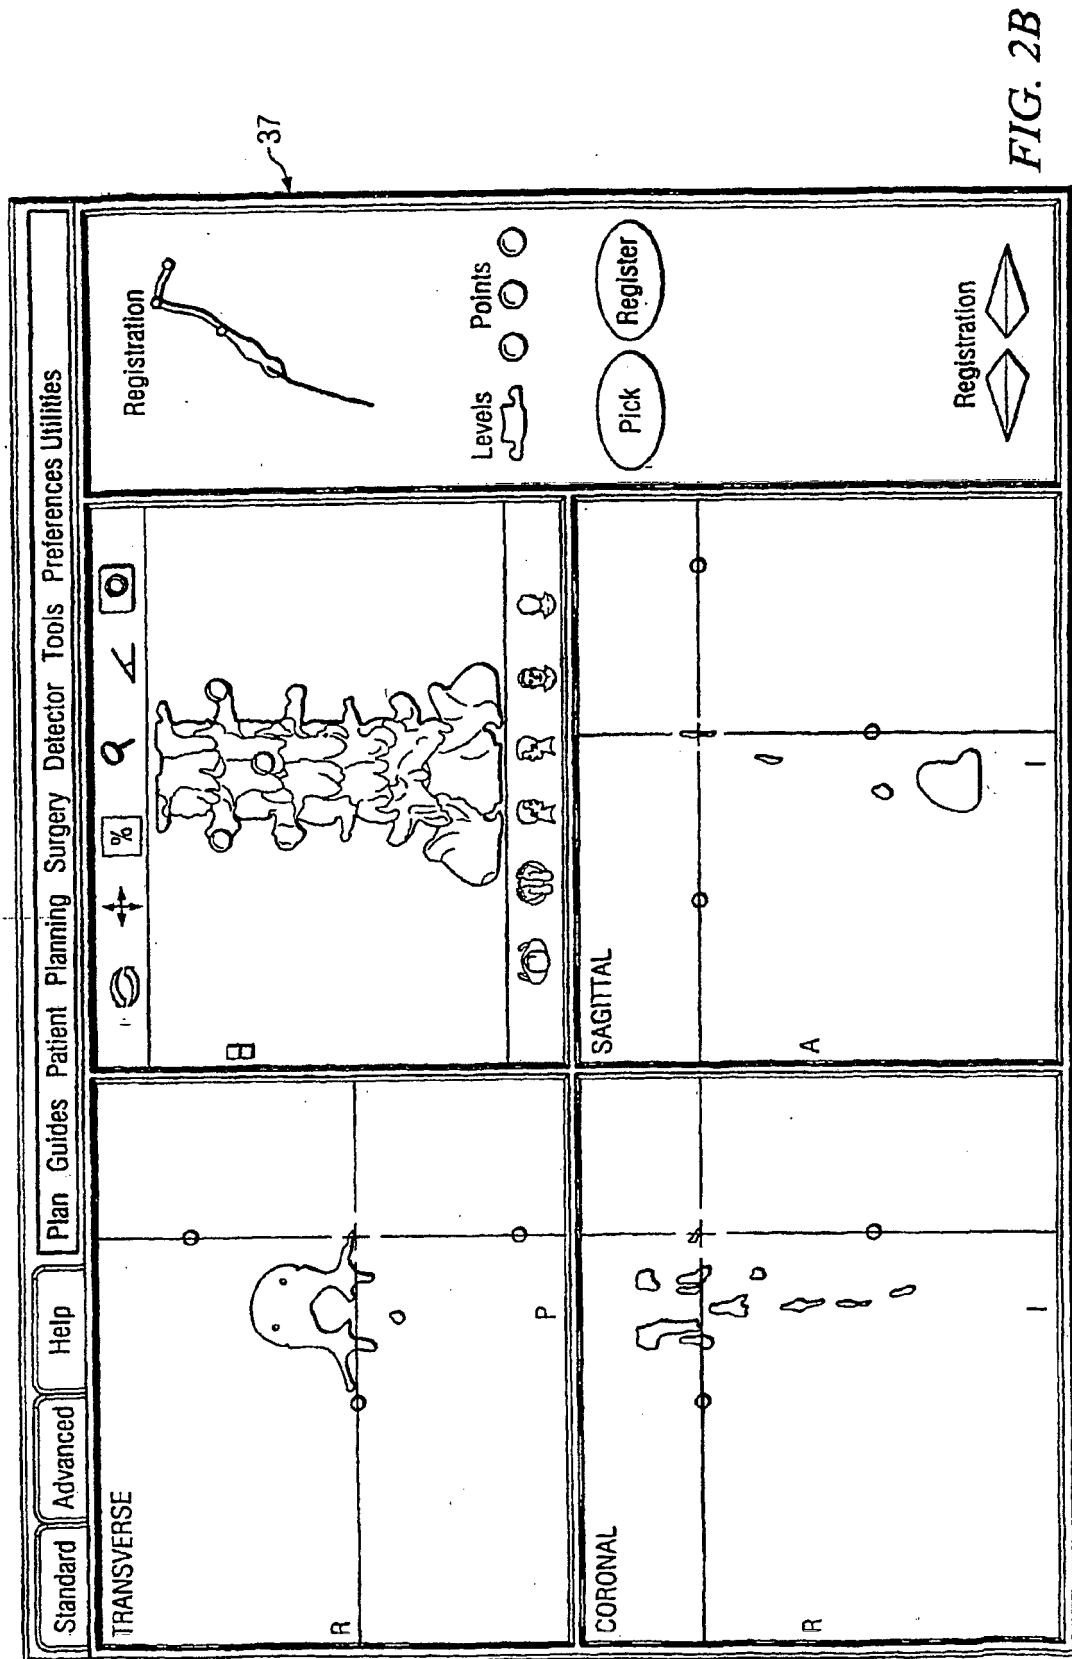 Standard Advanced Help Plan Guides Patient Planning Surgery Detector Tools Preferences Utilities
TRANSVERSE
R
P
%
CORONAL
R
I
SAGITTAL
A
I
Registration
Levels Points
Pick Register
Registration
37
FIG. 2B